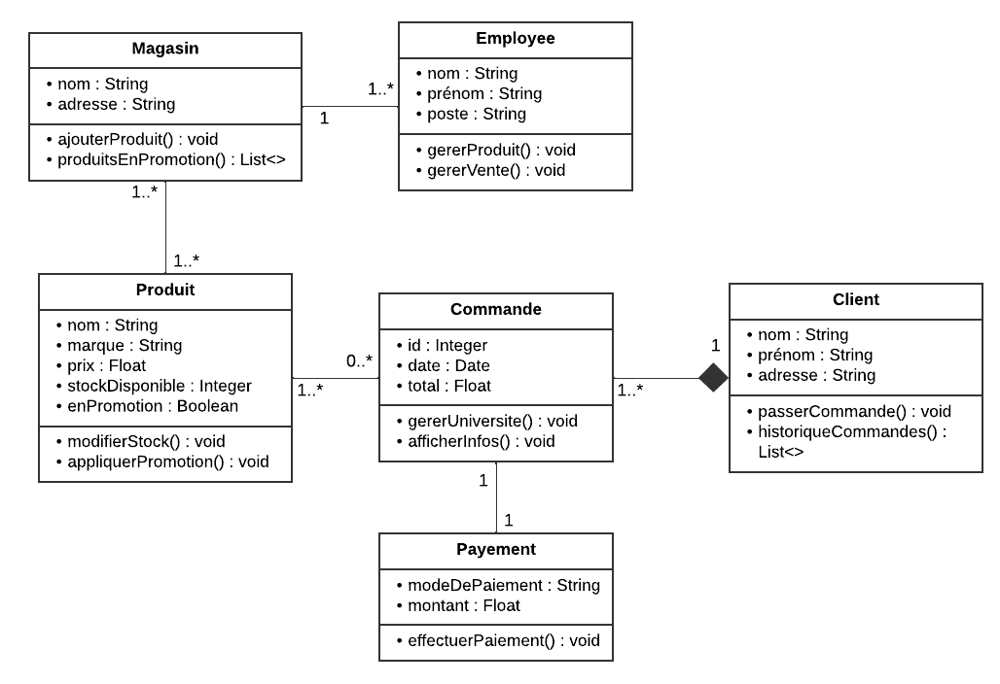 Magasin
• nom : String
• adresse : String
• ajouterProduit() : void
• produitsEnPromotion() : List<>
1..*
1
Employee
• nom : String
• prénom : String
• poste : String
• gererProduit() : void
• gererVente() : void
1..*
1..*
Produit
• nom : String
• marque : String
• prix : Float
• stockDisponible : Integer
• enPromotion : Boolean
• modifierStock() : void
• appliquerPromotion() : void
0..*
1..*
Commande
• id : Integer
• date : Date
• total : Float
• gererUniversite() : void
• afficherInfos() : void
1
1..*
Client
• nom : String
• prénom : String
• adresse : String
• passerCommande() : void
• historiqueCommandes() :
List<>
1
1
Payement
• modeDePaiement : String
• montant : Float
• effectuerPaiement() : void